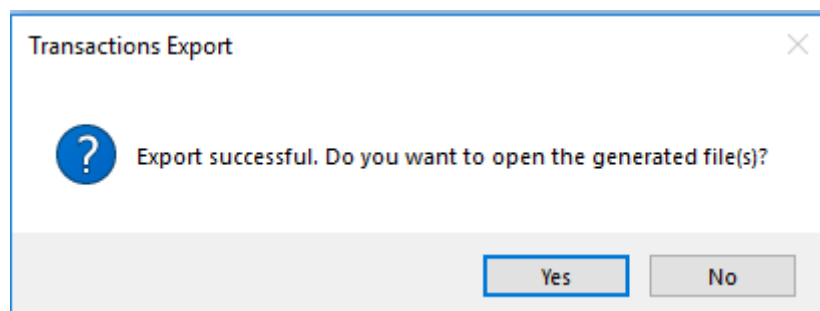 Transactions Export
Export successful. Do you want to open the generated file(s)?
Yes No